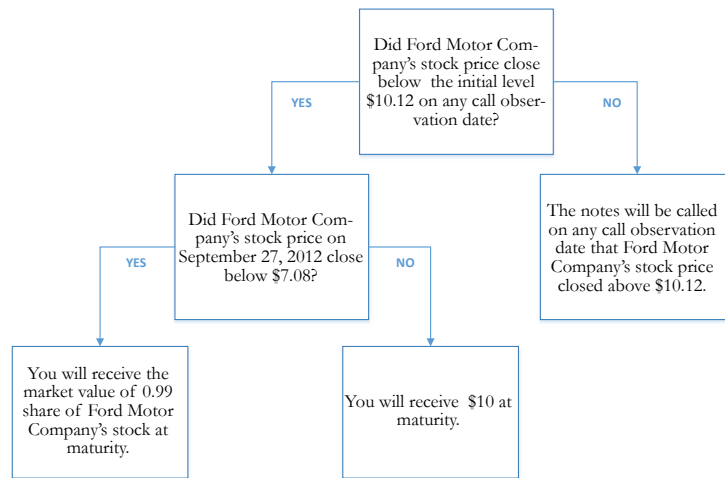 Did Ford Motor Com-
pany's stock price close
below the initial level
$10.12 on any call obser-
vation date?
YES
NO
Did Ford Motor Com-
pany's stock price on
September 27, 2012 close
below $7.08?
The notes will be called
on any call observation
date that Ford Motor
Company's stock price
closed above $10.12.
YES
NO
You will receive the
market value of 0.99
share of Ford Motor
Company's stock at
maturity.
You will receive $10 at
maturity.